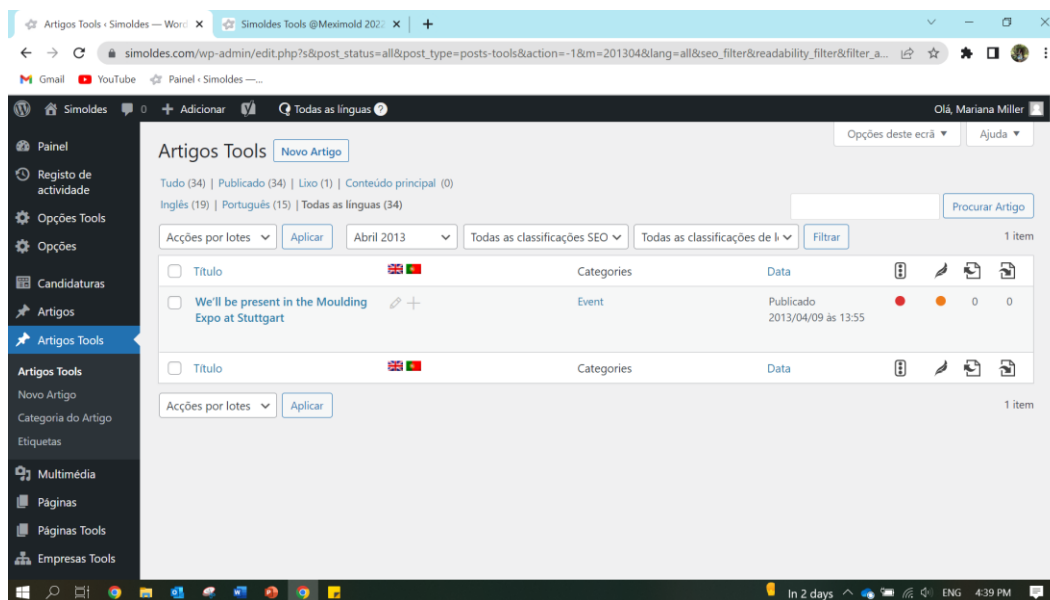 Artigos Tools ‹ Simoldes — Word
Simoldes Tools @Meximold 2022
simoldes.com/wp-admin/edit.php?s&post_status=all&post_type=posts-tools&action=-1&m=201304&lang=all&seo_filter&readability_filter&filter_a...
Gmail YouTube Painel ‹ Simoldes —...
Simoldes 0 + Adicionar Todas as línguas ? Olá, Mariana Miller
Opções deste ecrã Ajuda
Painel
Registo de
actividade
Opções Tools
Opções
Candidaturas
Artigos
Artigos Tools
Artigos Tools
Novo Artigo
Categoria do Artigo
Etiquetas
Multimédia
Páginas
Páginas Tools
Empresas Tools
Artigos Tools Novo Artigo
Tudo (34) | Publicado (34) | Lixo (1) | Conteúdo principal (0)
Inglês (19) | Português (15) | Todas as línguas (34)
Procurar Artigo
Acções por lotes Aplicar Abril 2013 Todas as classificações SEO Todas as classificações de Filtrar 1 item
Título Categories Data
We'll be present in the Moulding
Expo at Stuttgart
Event
Publicado
2013/04/09 às 13:55
0 0
Título Categories Data
Acções por lotes Aplicar 1 item
In 2 days ENG 4:39 PM